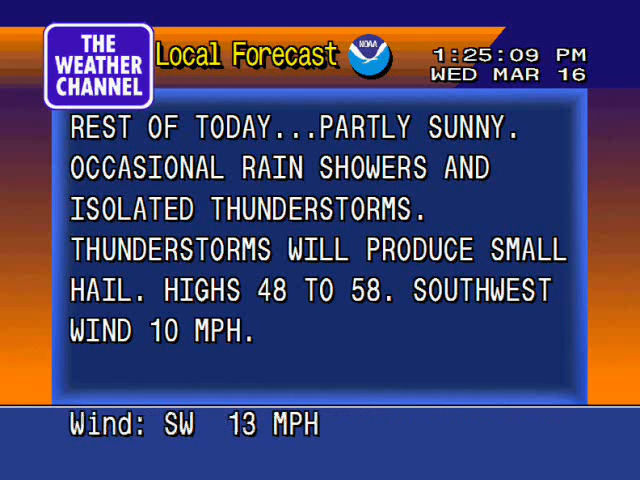 THE
WEATHER
CHANNEL
Local Forecast
NOAA
1:25:09 PM
WED MAR 16
REST OF TODAY...PARTLY SUNNY.
OCCASIONAL RAIN SHOWERS AND
ISOLATED THUNDERSTORMS.
THUNDERSTORMS WILL PRODUCE SMALL
HAIL. HIGHS 48 TO 58. SOUTHWEST
WIND 10 MPH.
Wind: SW 13 MPH